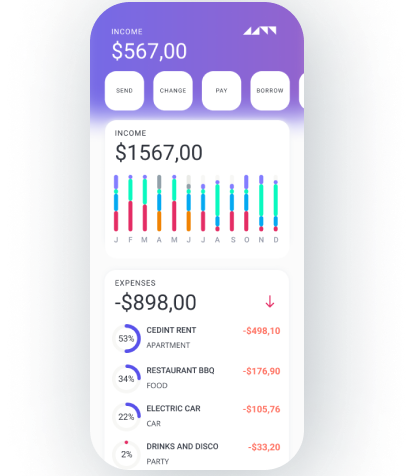 INCOME
$567,00
SEND CHANGE PAY BORROW
INCOME
$1567,00
J F M A M J J A S O N D
EXPENSES
-$898,00
53% CEDINT RENT -$498,10
APARTMENT
34% RESTAURANT BBQ -$176,90
FOOD
22% ELECTRIC CAR -$105,76
CAR
2% DRINKS AND DISCO -$33,20
PARTY